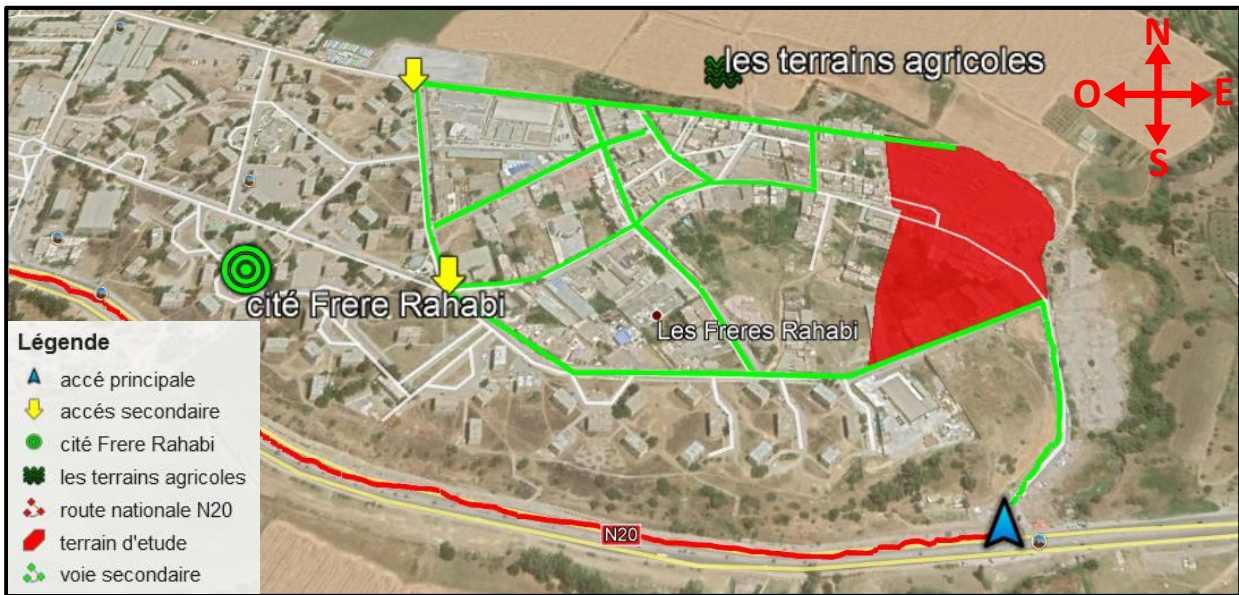 les terrains agricoles
N
O E
S
cité Frere Rahabi
Les Freres Rahabi
N20
Légende
accé principale
accés secondaire
cité Frere Rahabi
les terrains agricoles
route nationale N20
terrain d'etude
voie secondaire